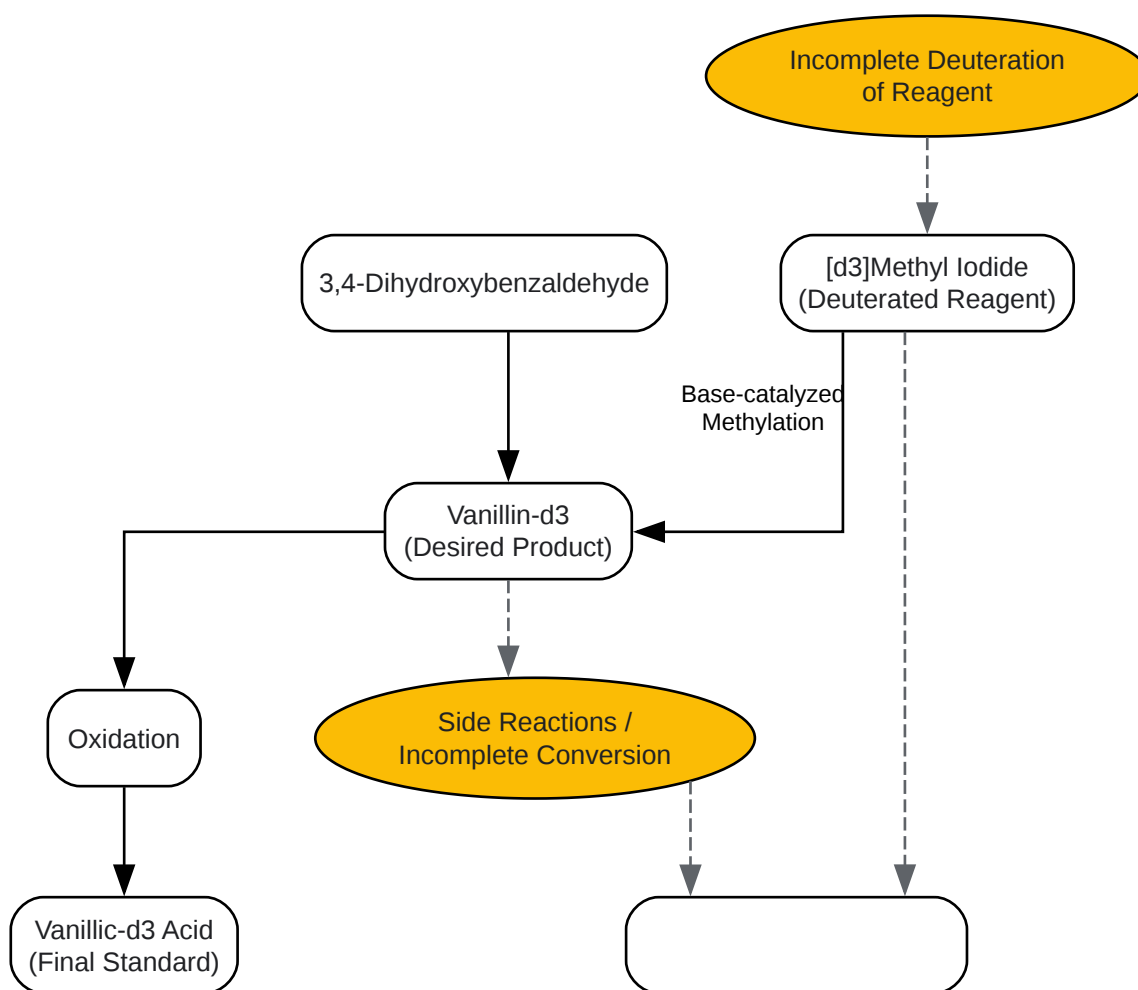 Incomplete Deuteration
of Reagent
3,4-Dihydroxybenzaldehyde
[d3]Methyl Iodide
(Deuterated Reagent)
Base-catalyzed
Methylation
Vanillin-d3
(Desired Product)
Oxidation
Side Reactions /
Incomplete Conversion
Vanillic-d3 Acid
(Final Standard)